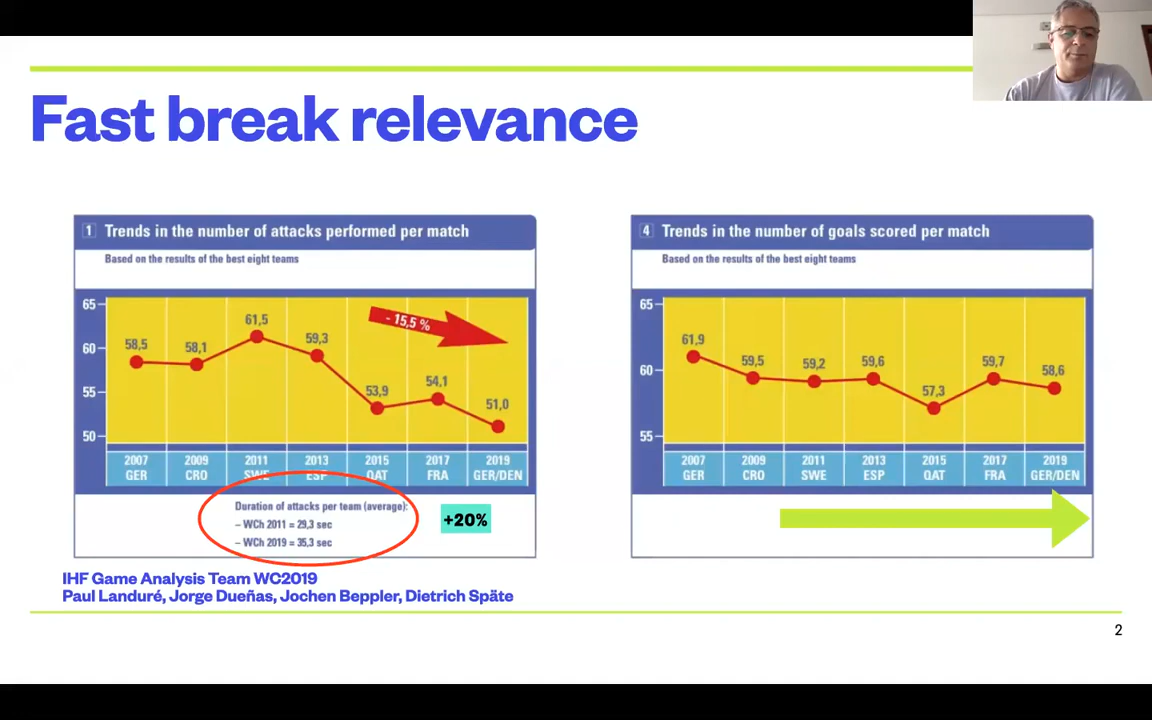 Fast break relevance
1 Trends in the number of attacks performed per match
Based on the results of the best eight teams
65
60
55
50
58,5
58,1
61,5
59,3
53,9
54,1
51,0
- 15,5 %
2007 2009 2011 2013 2015 2017 2019
GER CRO SWE ESP QAT FRA GER/DEN
Duration of attacks per team (average):
– WCh 2011 = 29,3 sec
– WCh 2019 = 35,3 sec
+20%
4 Trends in the number of goals scored per match
Based on the results of the best eight teams
65
60
55
61,9
59,5
59,2
59,6
57,3
59,7
58,6
2007 2009 2011 2013 2015 2017 2019
GER CRO SWE ESP QAT FRA GER/DEN
IHF Game Analysis Team WC2019
Paul Landuré, Jorge Dueñas, Jochen Beppler, Dietrich Späte
2